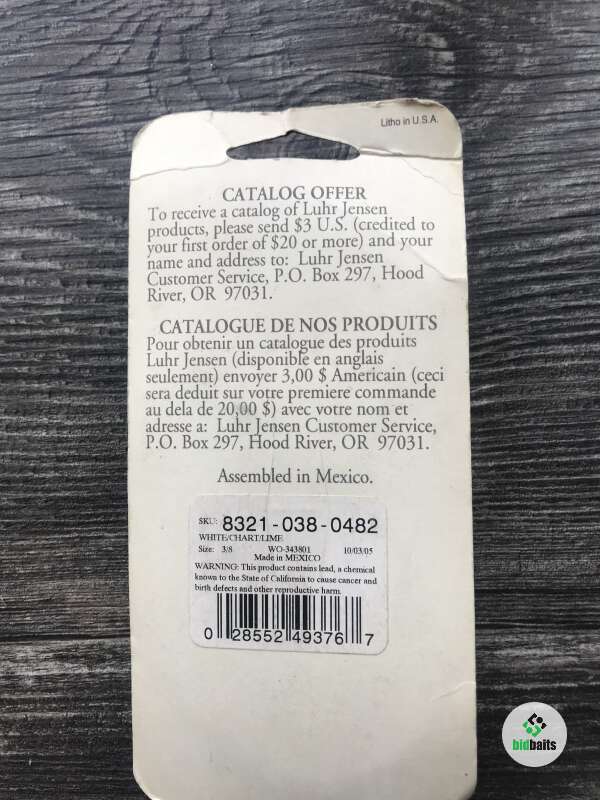 Litho in U.S.A.
CATALOG OFFER
To receive a catalog of Luhr Jensen
products, please send $3 U.S. (credited to
your first order of $20 or more) and your
name and address to: Luhr Jensen
Customer Service, P.O. Box 297, Hood
River, OR 97031.
CATALOGUE DE NOS PRODUITS
Pour obtenir un catalogue des produits
Luhr Jensen (disponible en anglais
seulement) envoyer 3,00 $ Americain (ceci
sera deduit sur votre premiere commande
au dela de 20,00 $) avec votre nom et
adresse a: Luhr Jensen Customer Service,
P.O. Box 297, Hood River, OR 97031.
Assembled in Mexico.
SKU: 8321-038-0482
WHITE/CHART/LIME
Size: 3/8 WO-343801 10/03/05
Made in MEXICO
WARNING: This product contains lead, a chemical
known to the State of California to cause cancer and
birth defects and other reproductive harm.
0 28552 49376 7
bidbaits